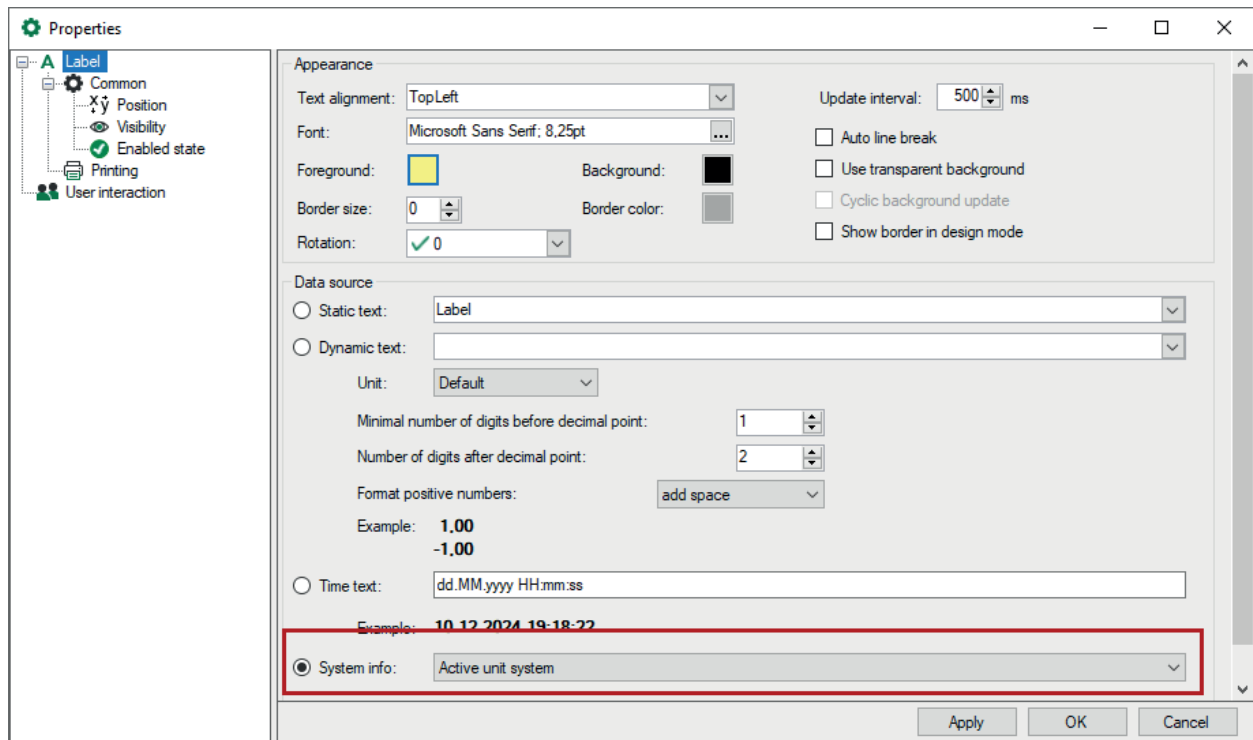 Properties
A Label
Common
x y Position
Visibility
Enabled state
Printing
User interaction
Appearance
Text alignment: TopLeft Update interval: 500 ms
Font: Microsoft Sans Serif; 8,25pt ... Auto line break
Foreground: Background: Use transparent background
Border size: 0 Border color: Cyclic background update
Rotation: 0 Show border in design mode
Data source
Static text: Label
Dynamic text:
Unit: Default
Minimal number of digits before decimal point: 1
Number of digits after decimal point: 2
Format positive numbers: add space
Example: 1,00
-1,00
Time text: dd.MM.yyyy HH:mm:ss
Example: 10.12.2024 19:18:22
System info: Active unit system
Apply OK Cancel